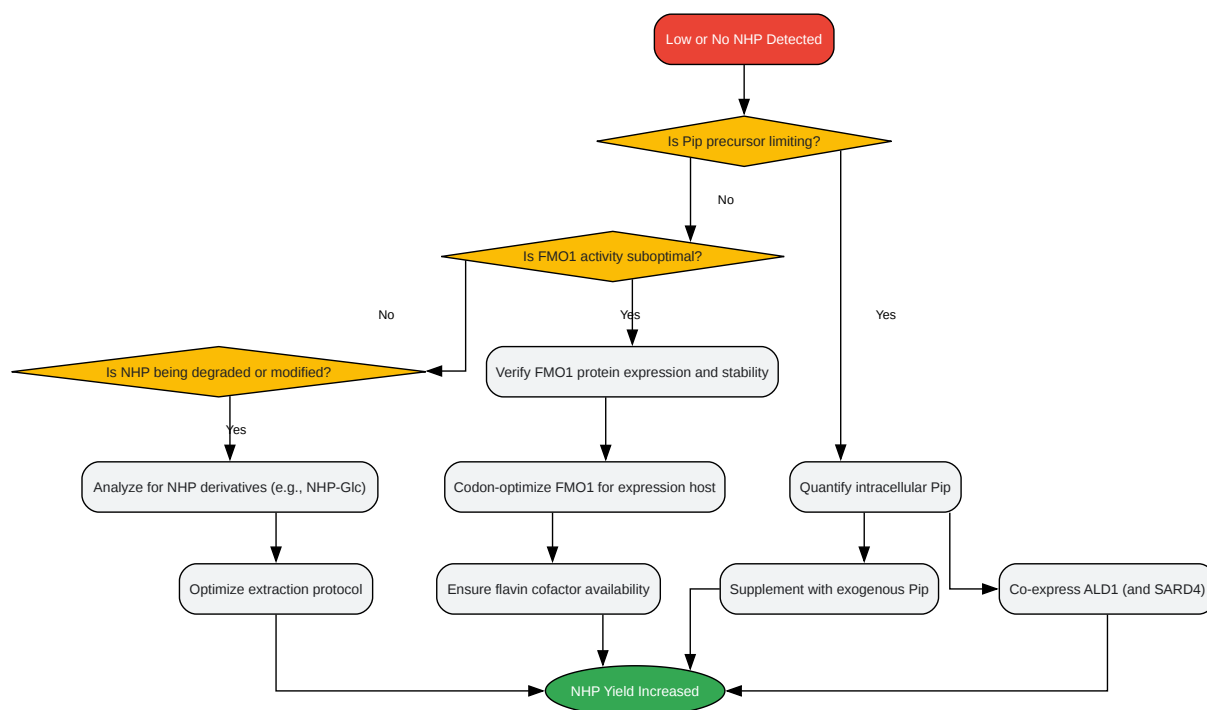 Low or No NHP Detected
Is Pip precursor limiting?
No
Is FMO1 activity suboptimal?
No
Yes
Yes
Is NHP being degraded or modified?
Verify FMO1 protein expression and stability
Yes
Analyze for NHP derivatives (e.g., NHP-Glc)
Codon-optimize FMO1 for expression host
Quantify intracellular Pip
Optimize extraction protocol
Ensure flavin cofactor availability
Supplement with exogenous Pip
Co-express ALD1 (and SARD4)
NHP Yield Increased